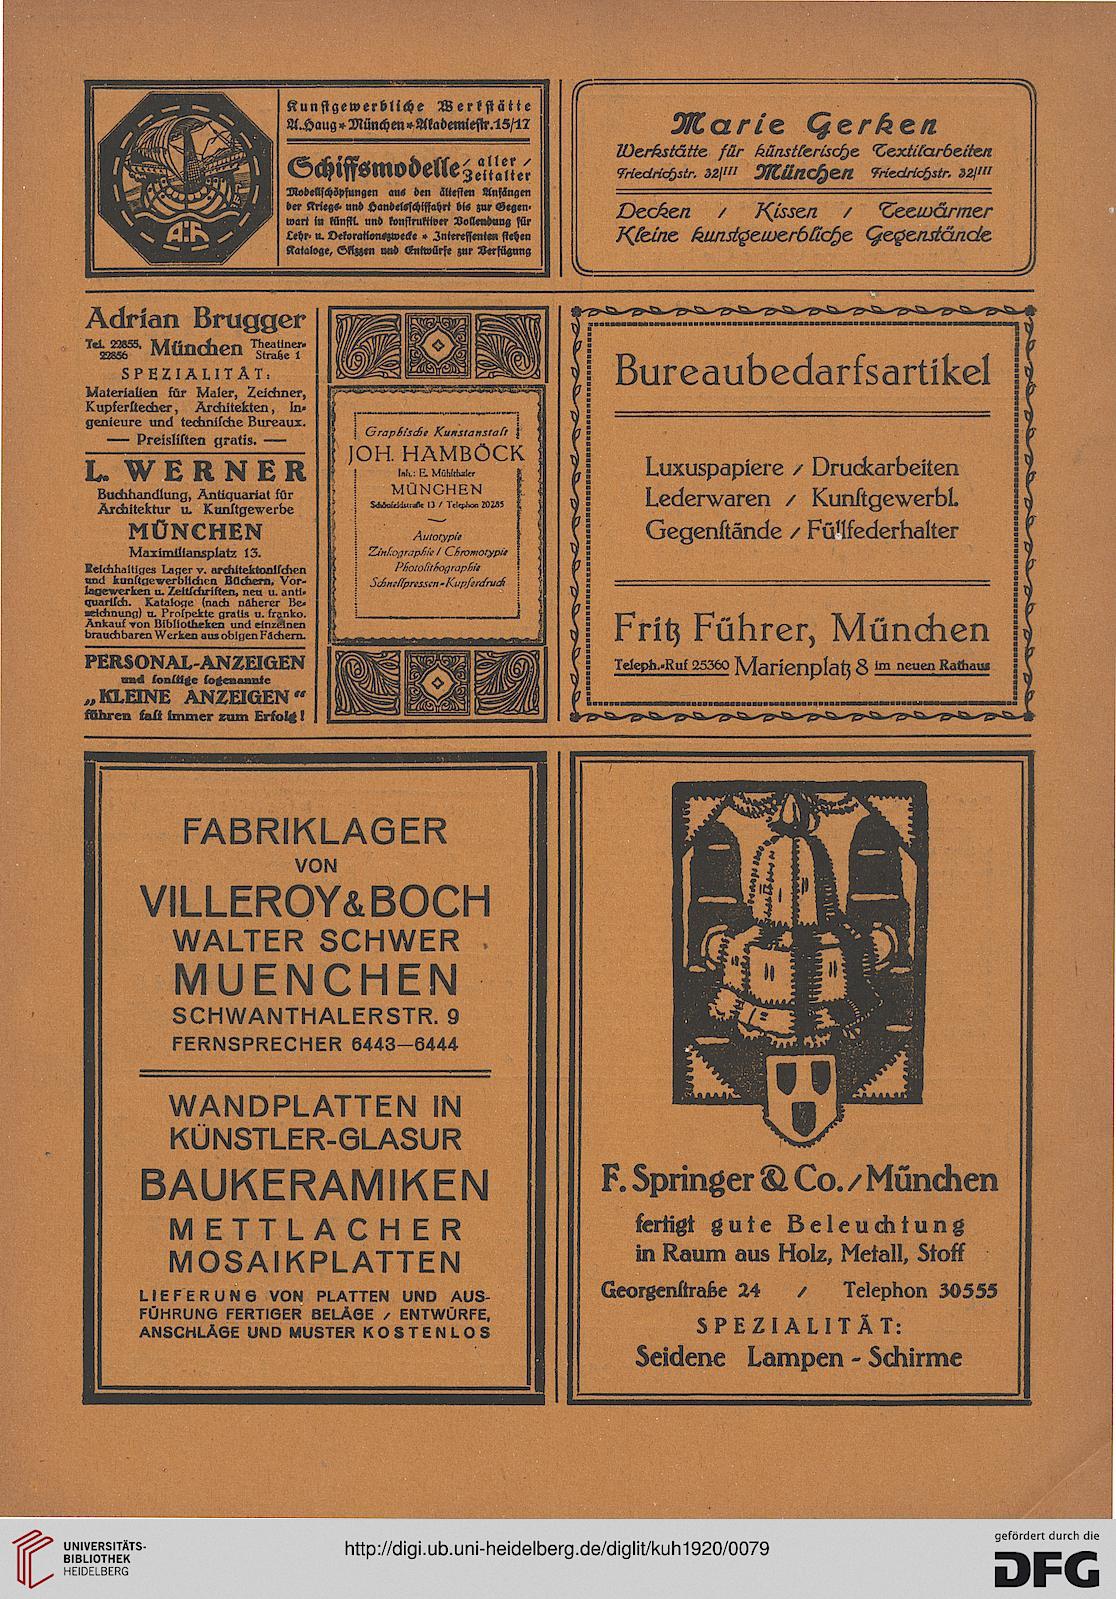 Kunstgewerbliche Werkstätte
A. Haug * München * Akademiestr. 15/17
Schiffsmodelle / aller / Zeitalter
Modellschöpfungen aus den ältesten Anfängen
der Kriegs- und Handelsschiffahrt bis zur Gegen-
wart in künstl. und konstruktiver Vollendung für
Lehr- u. Dekorationszwecke * Interessenten stehen
Kataloge, Skizzen und Entwürfe zur Verfügung
A.H
Marie Gerken
Werkstätte für künstlerische Textilarbeiten
Friedrichstr. 32/III München Friedrichstr. 32/III
Decken / Kissen / Teewärmer
Kleine kunstgewerbliche Gegenstände
Adrian Brugger
Tel. 22855, 22856 München Theatiner-Straße 1
SPEZIALITÄT:
Materialien für Maler, Zeichner,
Kupferstecher, Architekten, In-
genieure und technische Bureaux.
— Preislisten gratis. —
L. WERNER
Buchhandlung, Antiquariat für
Architektur u. Kunstgewerbe
MÜNCHEN
Maximiliansplatz 13.
Reichhaltiges Lager v. architektonischen
und kunstgewerblichen Büchern, Vor-
lagewerken u. Zeitschriften, neu u. anti-
quarisch. Kataloge (nach näherer Be-
zeichnung) u. Prospekte gratis u. franko.
Ankauf von Bibliotheken und einzelnen
brauchbaren Werken aus obigen Fächern.
PERSONAL-ANZEIGEN
und sonstige sogenannte
„KLEINE ANZEIGEN“
führen fast immer zum Erfolg!
Graphische Kunstanstalt
JOH. HAMBÖCK
Inh.: E. Mühlthaler
MÜNCHEN
Schönfeldstraße 13 / Telephon 20285
Autotypie
Zinkographie / Chromotypie
Photolithographie
Schnellpressen-Kupferdruck
Bureaubedarfsartikel
Luxuspapiere / Druckarbeiten
Lederwaren / Kunstgewerbl.
Gegenstände / Füllfederhalter
Fritz Führer, München
Teleph.-Ruf 25360 Marienplatz 8 im neuen Rathaus
FABRIKLAGER
VON
VILLEROY & BOCH
WALTER SCHWER
MUENCHEN
SCHWANTHALERSTR. 9
FERNSPRECHER 6443—6444
WANDPLATTEN IN
KÜNSTLER-GLASUR
BAUKERAMIKEN
METTLACHER
MOSAIKPLATTEN
LIEFERUNG VON PLATTEN UND AUS-
FÜHRUNG FERTIGER BELÄGE / ENTWÜRFE,
ANSCHLÄGE UND MUSTER KOSTENLOS
F. Springer & Co. / München
fertigt gute Beleuchtung
in Raum aus Holz, Metall, Stoff
Georgenstraße 24 / Telephon 30555
SPEZIALITÄT:
Seidene Lampen-Schirme
UNIVERSITÄTS-
BIBLIOTHEK
HEIDELBERG
http://digi.ub.uni-heidelberg.de/diglit/kuh1920/0079
gefördert durch die
DFG